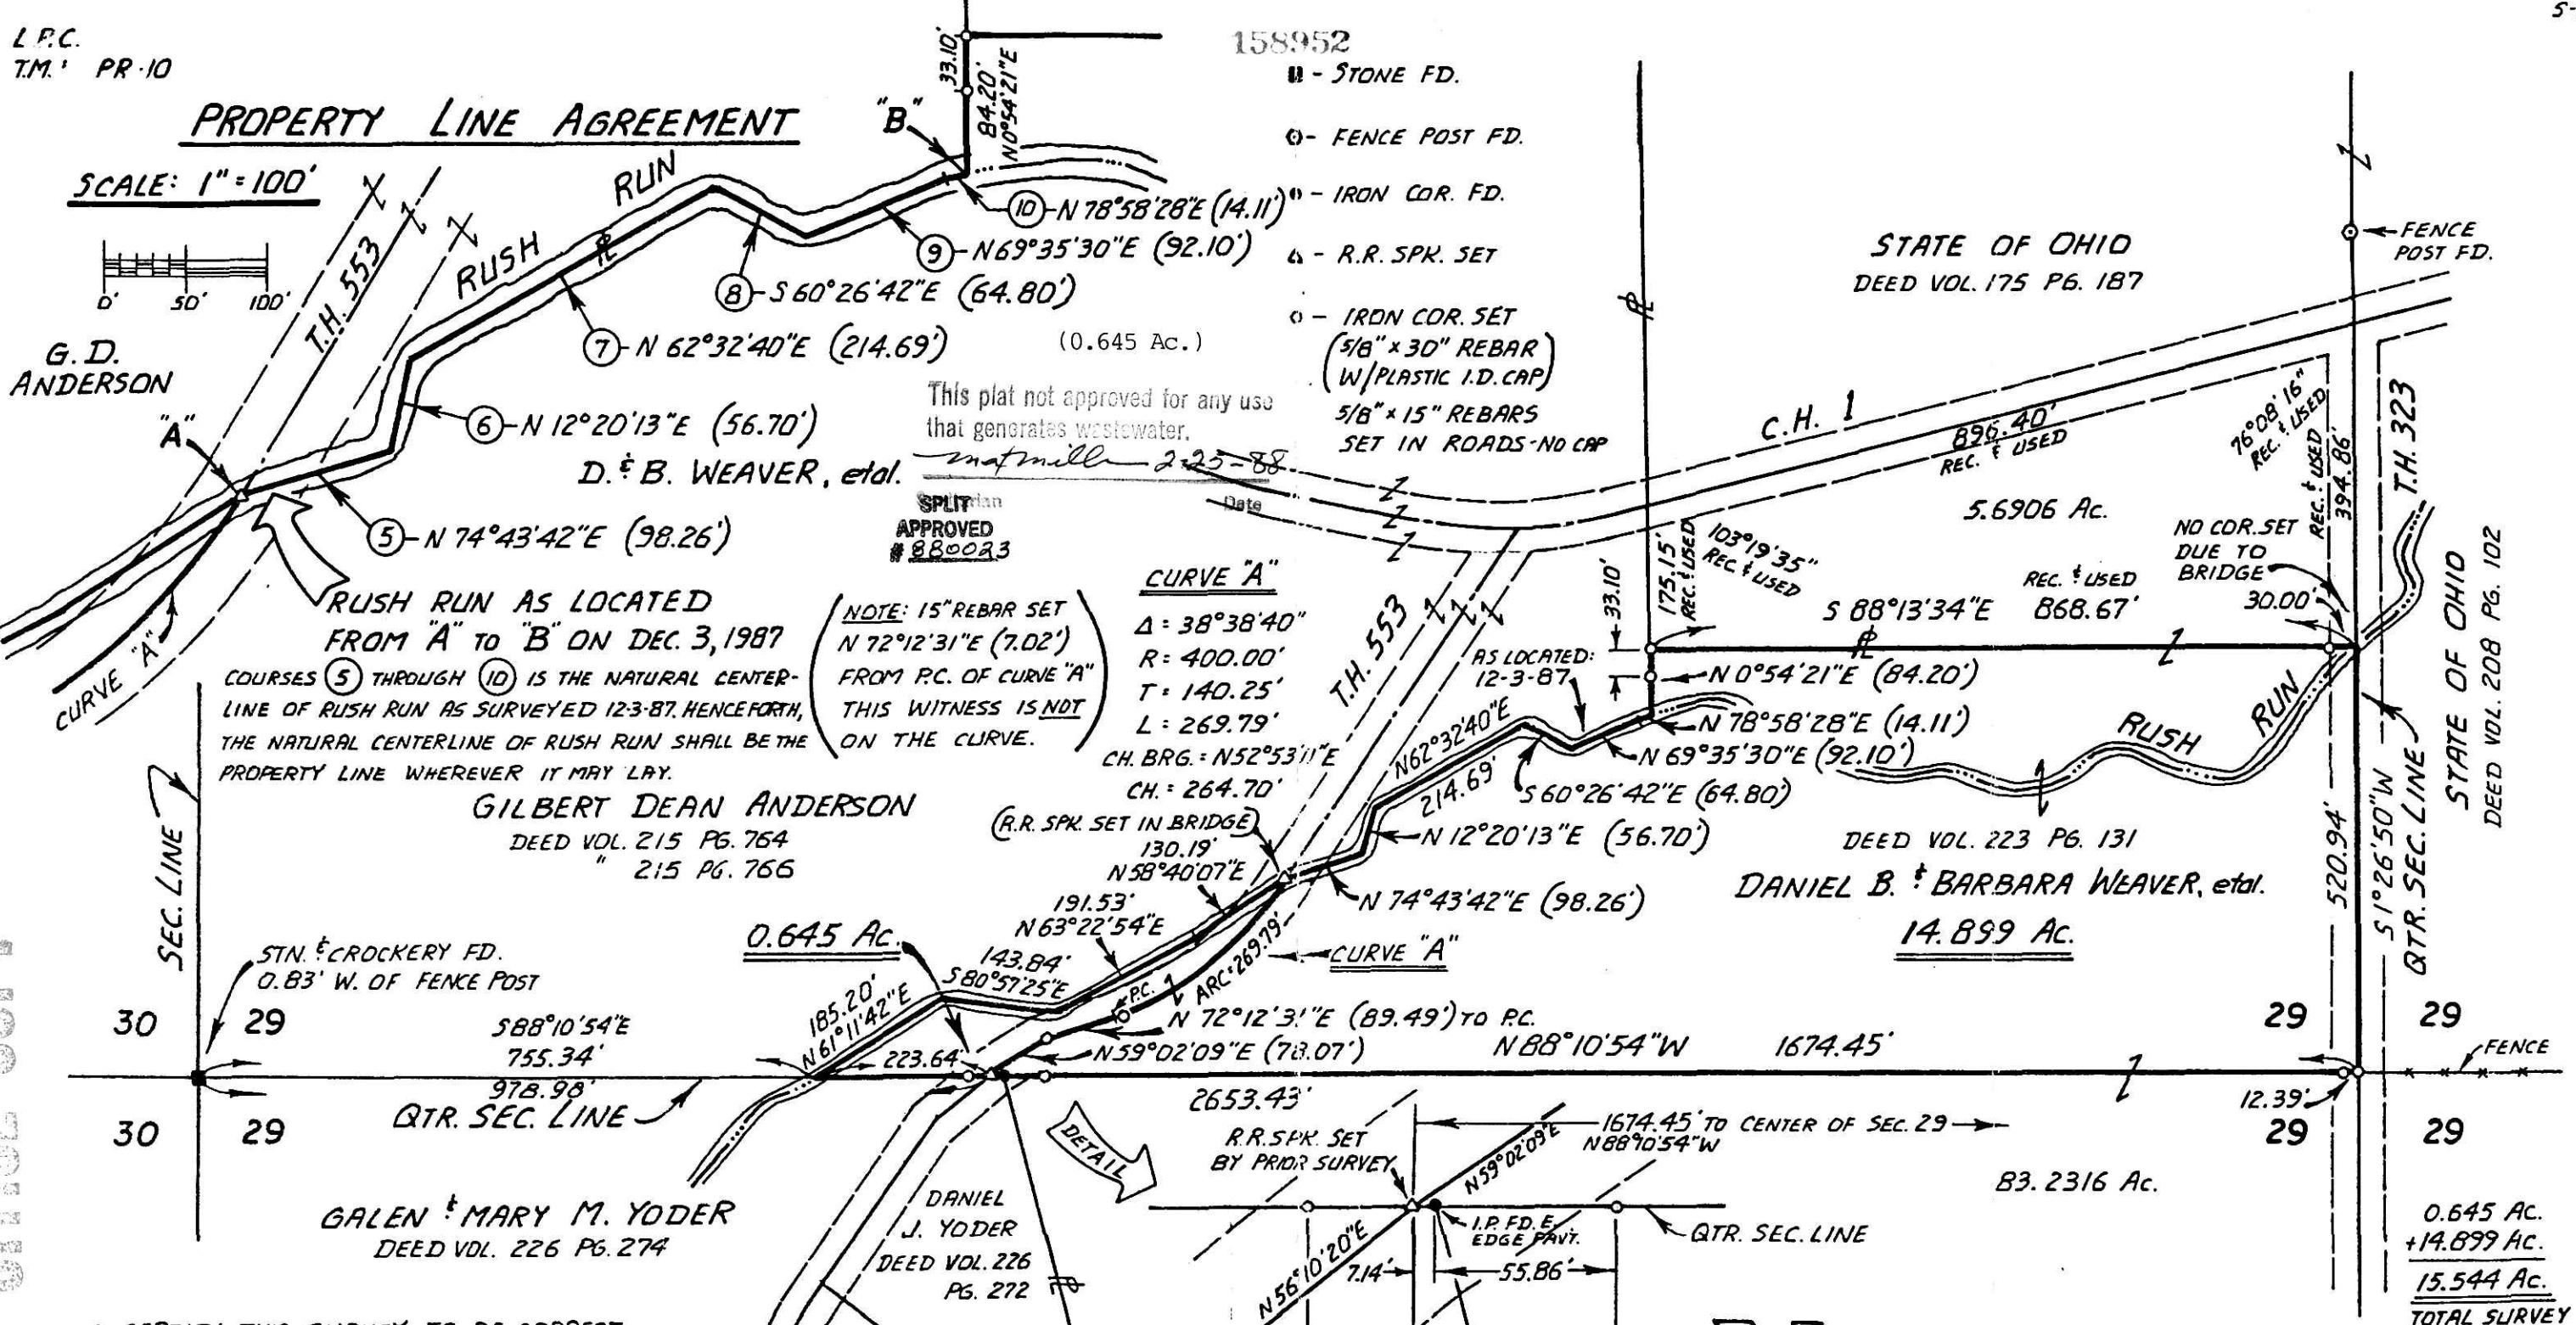 L.P.C.
T.M.: PR-10
158952
PROPERTY LINE AGREEMENT
SCALE: 1"=100'
0' 50' 100'
G.D.
ANDERSON
T.H. 553
RUSH RUN
"A"
"B"
33.10'
84.20'
N0°54'21"E
⑩-N 78°58'28"E (14.11')
⑨-N69°35'30"E (92.10')
⑧-S 60°26'42"E (64.80')
⑦-N 62°32'40"E (214.69')
⑥-N 12°20'13"E (56.70')
⑤-N 74°43'42"E (98.26')
D. & B. WEAVER, etal.
(0.645 Ac.)
This plat not approved for any use
that generates wastewater.
2-25-88
Date
SPLIT
APPROVED
# 880023
- STONE FD.
- FENCE POST FD.
- IRON COR. FD.
- R.R. SPK. SET
- IRON COR. SET
(5/8" x 30" REBAR
W/PLASTIC I.D. CAP)
5/8" x 15" REBARS
SET IN ROADS-NO CAP
STATE OF OHIO
DEED VOL. 175 PG. 187
FENCE
POST FD.
C.H. 1
896.40'
REC. & USED
76°08'16"
REC. & USED
REC. & USED
394.86'
T.H. 323
5.6906 Ac.
NO COR. SET
DUE TO
BRIDGE
30.00'
175.15'
REC. & USED
33.10'
103°19'35"
REC. & USED
REC. & USED
S 88°13'34"E 868.67'
STATE OF OHIO
DEED VOL. 208 PG. 102
CURVE "A"
RUSH RUN AS LOCATED
FROM "A" TO "B" ON DEC. 3, 1987
COURSES ⑤ THROUGH ⑩ IS THE NATURAL CENTER-
LINE OF RUSH RUN AS SURVEYED 12-3-87. HENCEFORTH,
THE NATURAL CENTERLINE OF RUSH RUN SHALL BE THE
PROPERTY LINE WHEREVER IT MAY LAY.
NOTE: 15" REBAR SET
N 72°12'31"E (7.02')
FROM P.C. OF CURVE "A"
THIS WITNESS IS NOT
ON THE CURVE.
CURVE "A"
Δ = 38°38'40"
R = 400.00'
T = 140.25'
L = 269.79'
CH. BRG. = N52°53'11"E
CH. = 264.70'
T.H. 553
AS LOCATED:
12-3-87
N 0°54'21"E (84.20')
N 78°58'28"E (14.11')
N 69°35'30"E (92.10')
S 60°26'42"E (64.80')
N62°32'40"E
214.69'
N 12°20'13"E (56.70')
N 74°43'42"E (98.26')
RUSH RUN
GILBERT DEAN ANDERSON
DEED VOL. 215 PG. 764
" 215 PG. 766
(R.R. SPK. SET IN BRIDGE)
130.19'
N58°40'07"E
191.53'
N63°22'54"E
143.84'
S80°57'25"E
185.20'
N61°11'42"E
0.645 Ac.
P.C.
ARC=269.79'
CURVE "A"
N 72°12'31"E (89.49') TO P.C.
N59°02'09"E (78.07')
DEED VOL. 223 PG. 131
DANIEL B. & BARBARA WEAVER, etal.
14.899 Ac.
520.94'
S 1°26'50"W
QTR. SEC. LINE
SEC. LINE
STN. & CROCKERY FD.
0.83' W. OF FENCE POST
30 29
S88°10'54"E
755.34'
978.98'
223.64'
QTR. SEC. LINE
N88°10'54"W 1674.45'
2653.43'
29 29
FENCE
12.39'
30 29
29 29
GALEN & MARY M. YODER
DEED VOL. 226 PG. 274
DANIEL
J. YODER
DEED VOL. 226
PG. 272
DETAIL
R.R. SPK. SET
BY PRIOR SURVEY
1674.45' TO CENTER OF SEC. 29
N88°10'54"W
N59°02'09"E
N56°10'20"E
I.P. FD. E.
EDGE PAVT.
QTR. SEC. LINE
7.14'
55.86'
83.2316 Ac.
0.645 Ac.
+14.899 Ac.
15.544 Ac.
TOTAL SURVEY